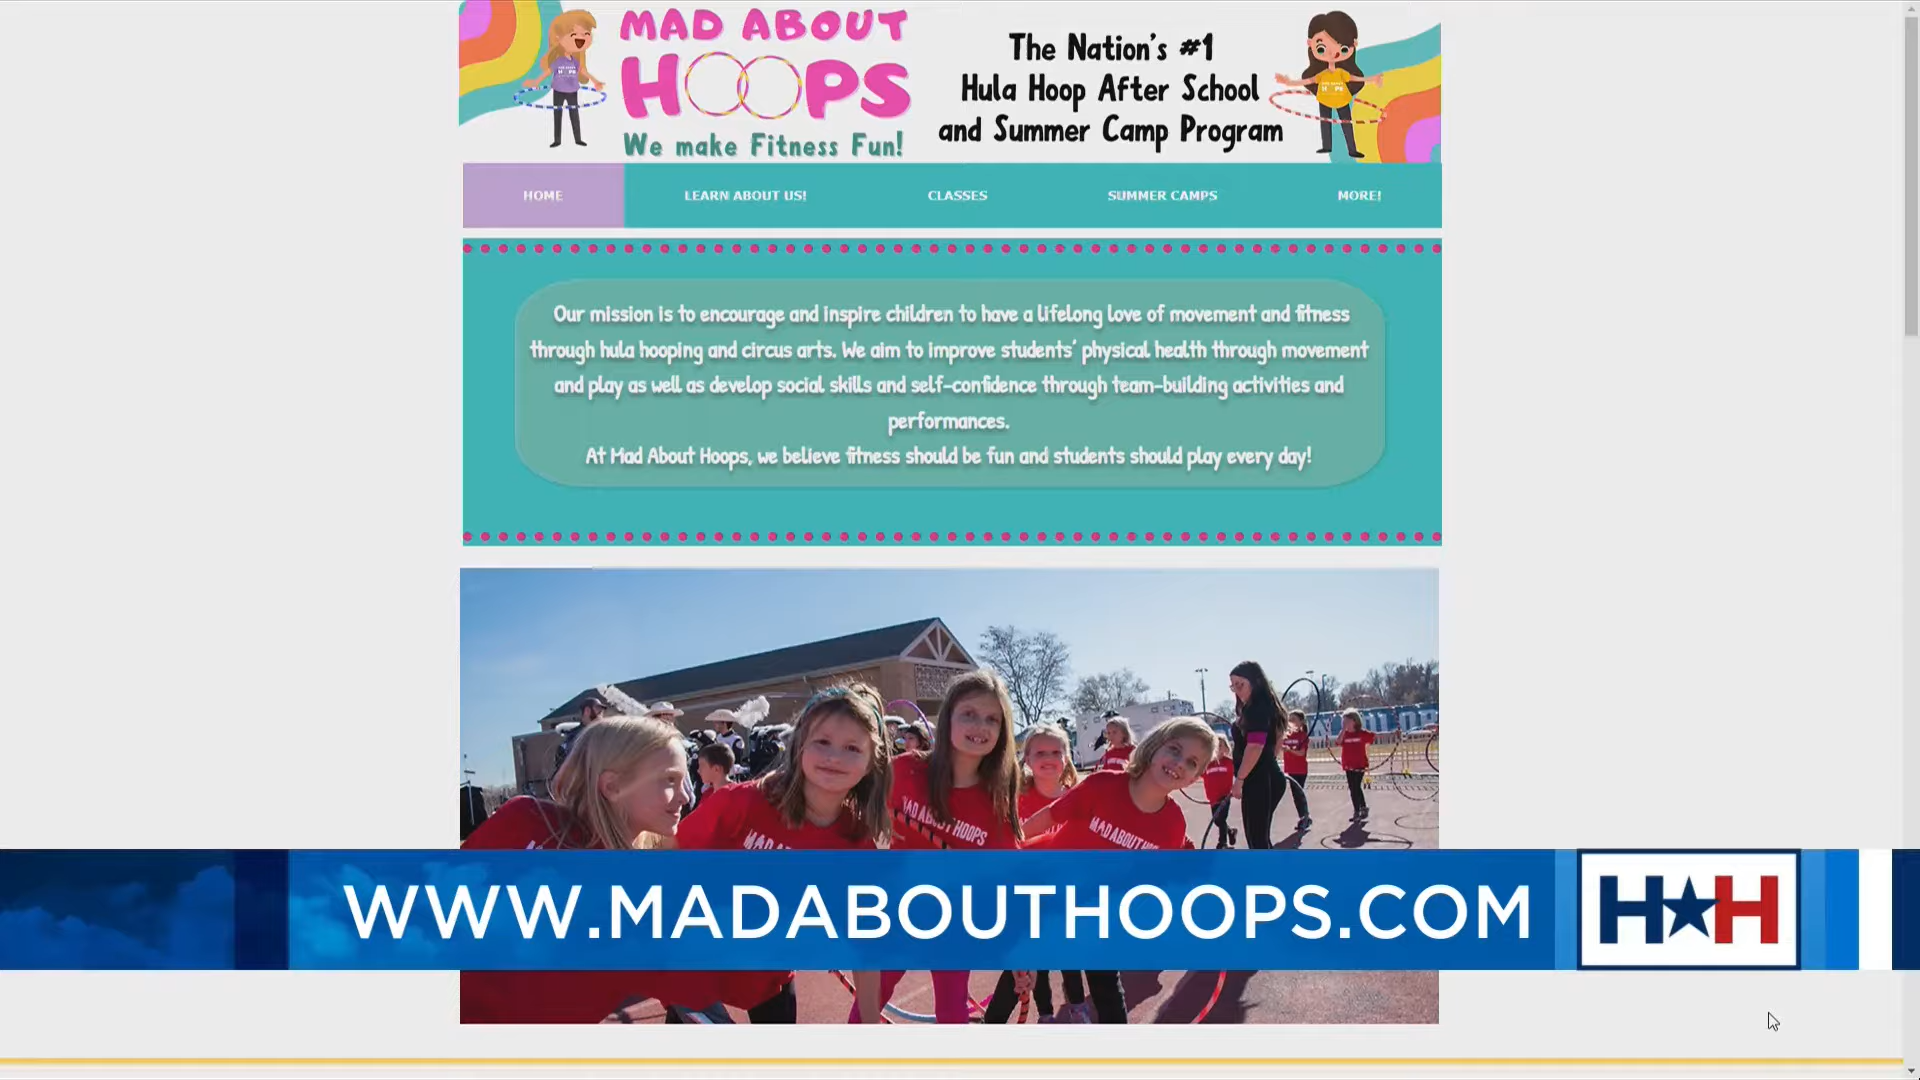 MAD ABOUT
HOOPS
We make Fitness Fun!
The Nation's #1
Hula Hoop After School
and Summer Camp Program
HOME
LEARN ABOUT US!
CLASSES
SUMMER CAMPS
MORE!
Our mission is to encourage and inspire children to have a lifelong love of movement and fitness
through hula hooping and circus arts. We aim to improve students' physical health through movement
and play as well as develop social skills and self-confidence through team-building activities and
performances.
At Mad About Hoops, we believe fitness should be fun and students should play every day!
MAD ABOUT HOOPS
WWW.MADABOUTHOOPS.COM
H★H